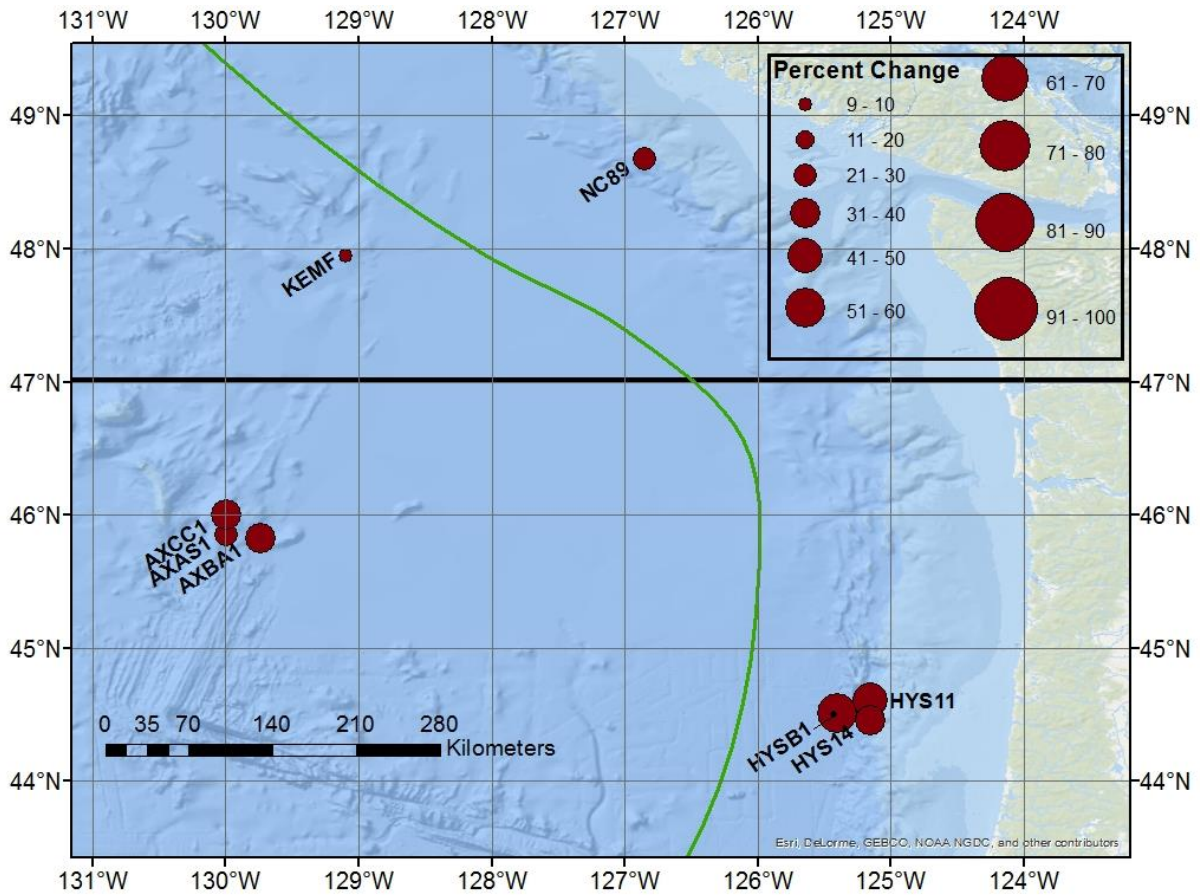 131°W 130°W 129°W 128°W 127°W 126°W 125°W 124°W
Percent Change
9 - 10
11 - 20
21 - 30
31 - 40
41 - 50
51 - 60
61 - 70
71 - 80
81 - 90
91 - 100
49°N 49°N
NC89
48°N 48°N
KEMF
47°N 47°N
46°N 46°N
AXCC1
AXAS1
AXBA1
45°N 45°N
HYS11
HYSB1
HYS14
0 35 70 140 210 280
Kilometers
44°N 44°N
Esri, DeLorme, GEBCO, NOAA NGDC, and other contributors
131°W 130°W 129°W 128°W 127°W 126°W 125°W 124°W